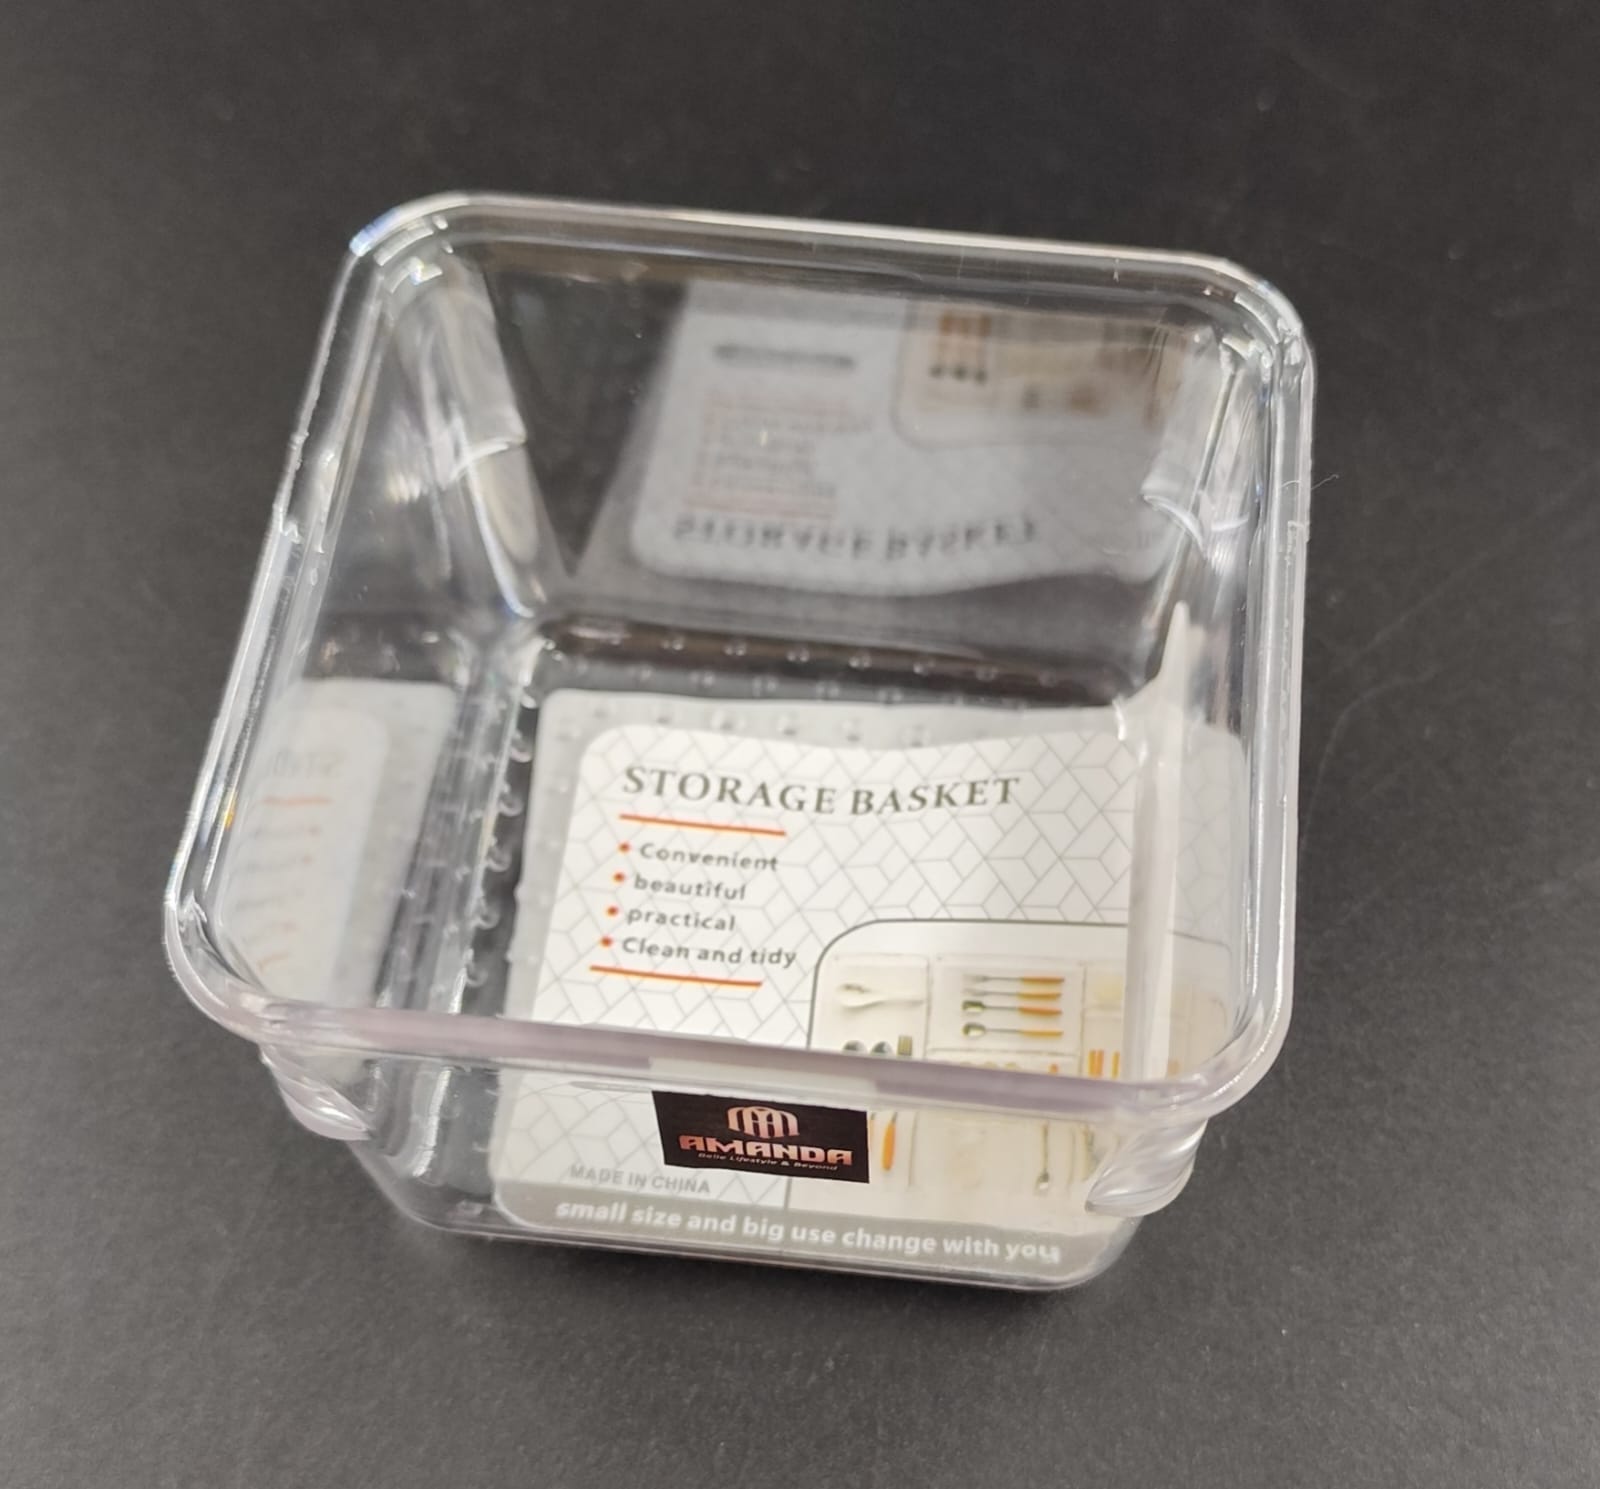 STORAGE BASKET
Convenient
beautiful
practical
Clean and tidy
AMANDA
Belle Lifestyle & Beyond
MADE IN CHINA
small size and big use change with you